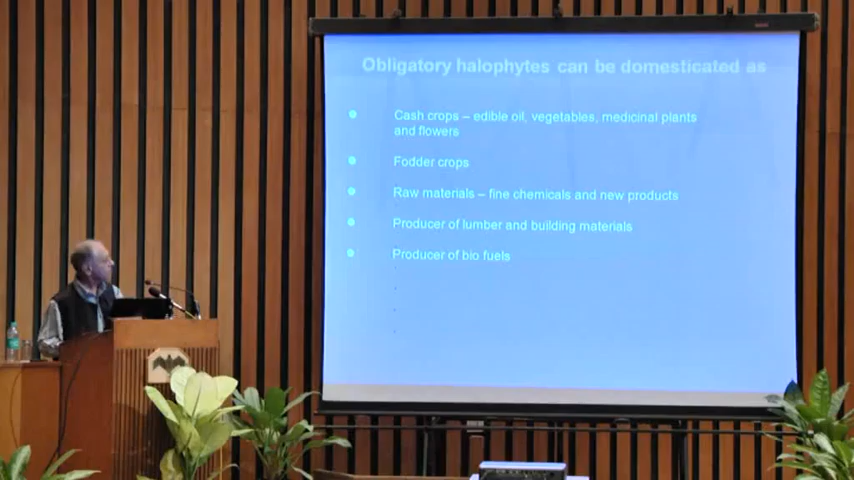 Obligatory halophytes can be domesticated as
Cash crops – edible oil, vegetables, medicinal plants
and flowers
Fodder crops
Raw materials – fine chemicals and new products
Producer of lumber and building materials
Producer of bio fuels